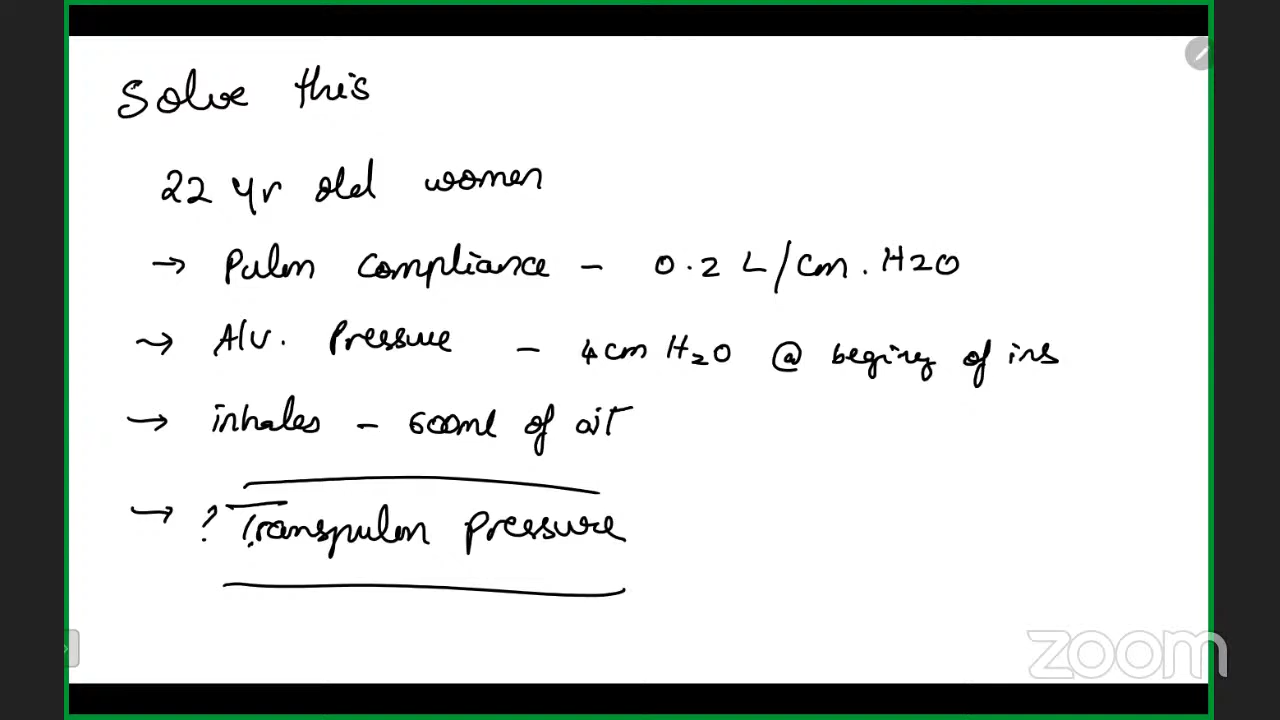 Solve this
22 yr old women
→ Pulm compliance - 0.2 L/cm.H2O
→ Alv. Pressure - 4cm H2O @ begining of ins
→ inhales - 600ml of air
→ ? Transpulm pressure
zoom